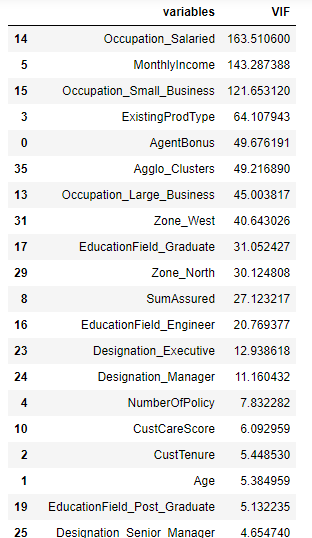 variables VIF
14 Occupation_Salaried 163.510600
5 MonthlyIncome 143.287388
15 Occupation_Small_Business 121.653120
3 ExistingProdType 64.107943
0 AgentBonus 49.676191
35 Agglo_Clusters 49.216890
13 Occupation_Large_Business 45.003817
31 Zone_West 40.643026
17 EducationField_Graduate 31.052427
29 Zone_North 30.124808
8 SumAssured 27.123217
16 EducationField_Engineer 20.769377
23 Designation_Executive 12.938618
24 Designation_Manager 11.160432
4 NumberOfPolicy 7.832282
10 CustCareScore 6.092959
2 CustTenure 5.448530
1 Age 5.384959
19 EducationField_Post_Graduate 5.132235
25 Designation_Senior_Manager 4.654740